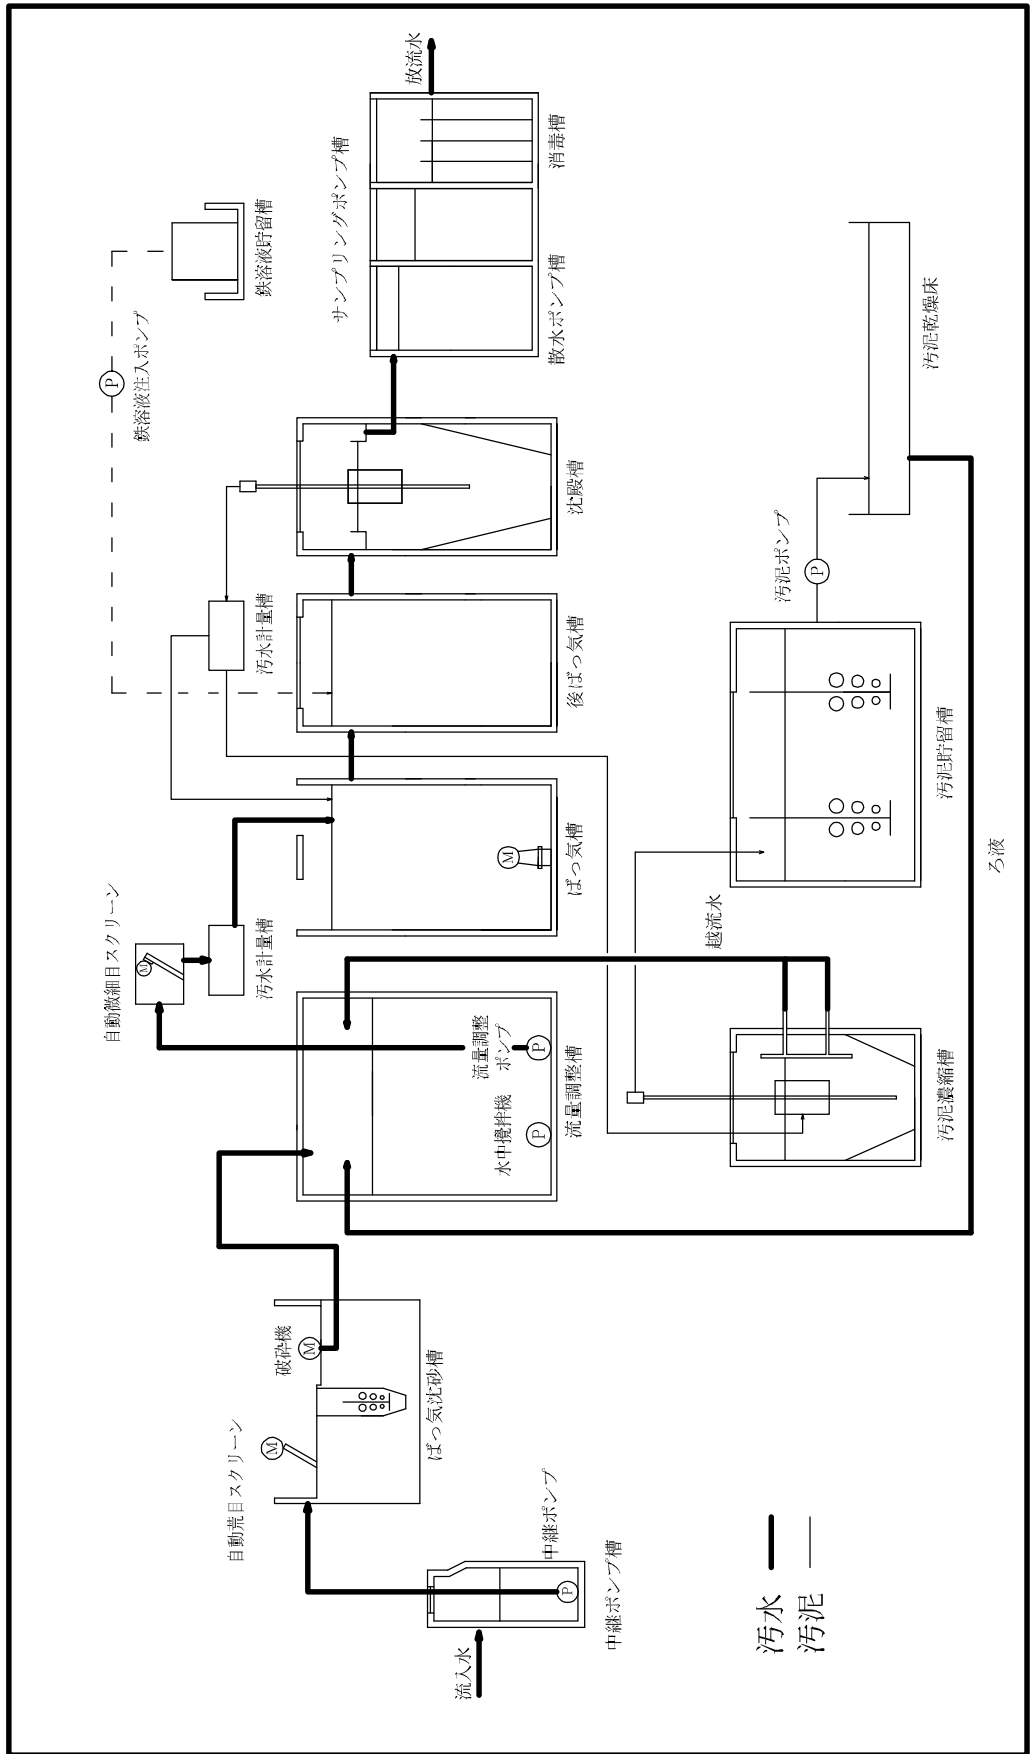 流入水
中継ポンプ槽
P
中継ポンプ
自動荒目スクリーン
M
ばっ気沈砂槽
破砕機
M
自動微細目スクリーン
M
汚水計量槽
流量調整
ポンプ
P
水中攪拌機
P
流量調整槽
ばっ気槽
M
汚水計量槽
後ばっ気槽
沈殿槽
鉄溶液注入ポンプ
P
鉄溶液貯留槽
サンプリングポンプ槽
散水ポンプ槽
消毒槽
放流水
汚泥濃縮槽
越流水
汚泥貯留槽
汚泥ポンプ
P
汚泥乾燥床
ろ液
汚水
汚泥